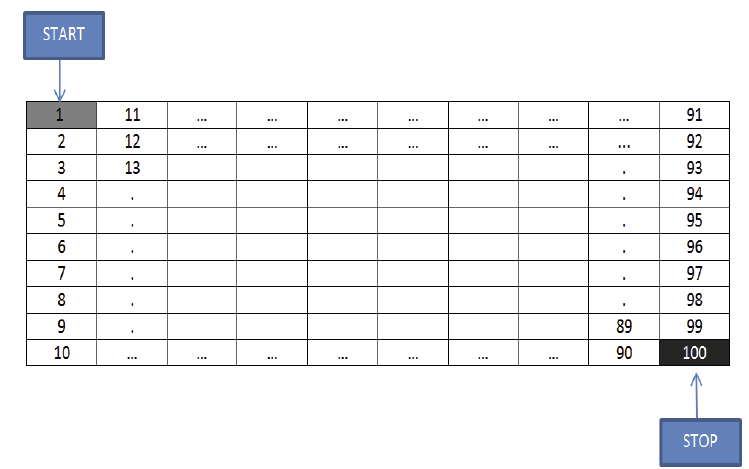 START
1 11 ... ... ... ... ... ... ... 91
2 12 ... ... ... ... ... ... ... 92
3 13 . 93
4 . . 94
5 . . 95
6 . . 96
7 . . 97
8 . . 98
9 . 89 99
10 ... ... ... ... ... ... ... 90 100
STOP